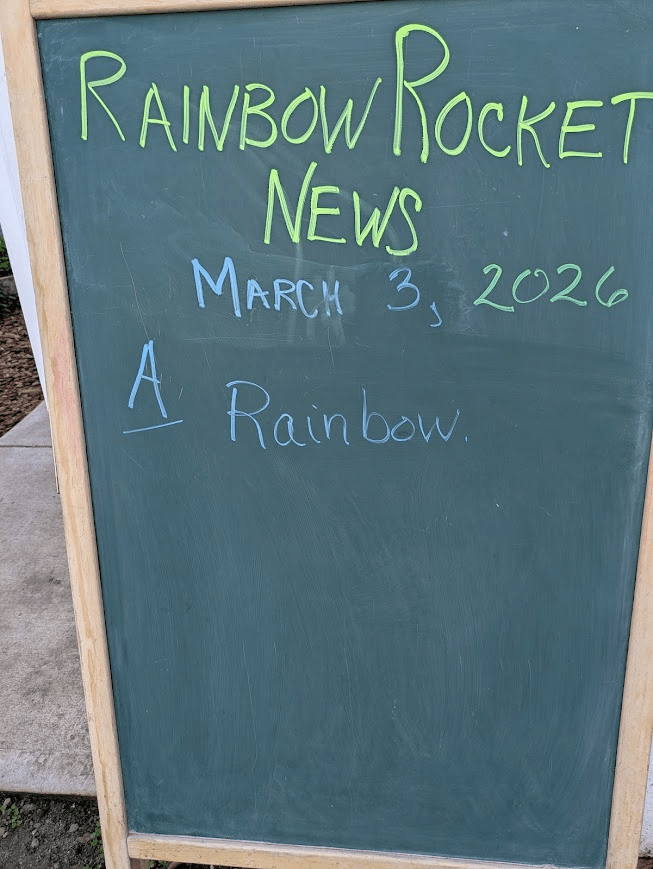 RAINBOW ROCKET
NEWS
MARCH 3, 2026
A Rainbow.